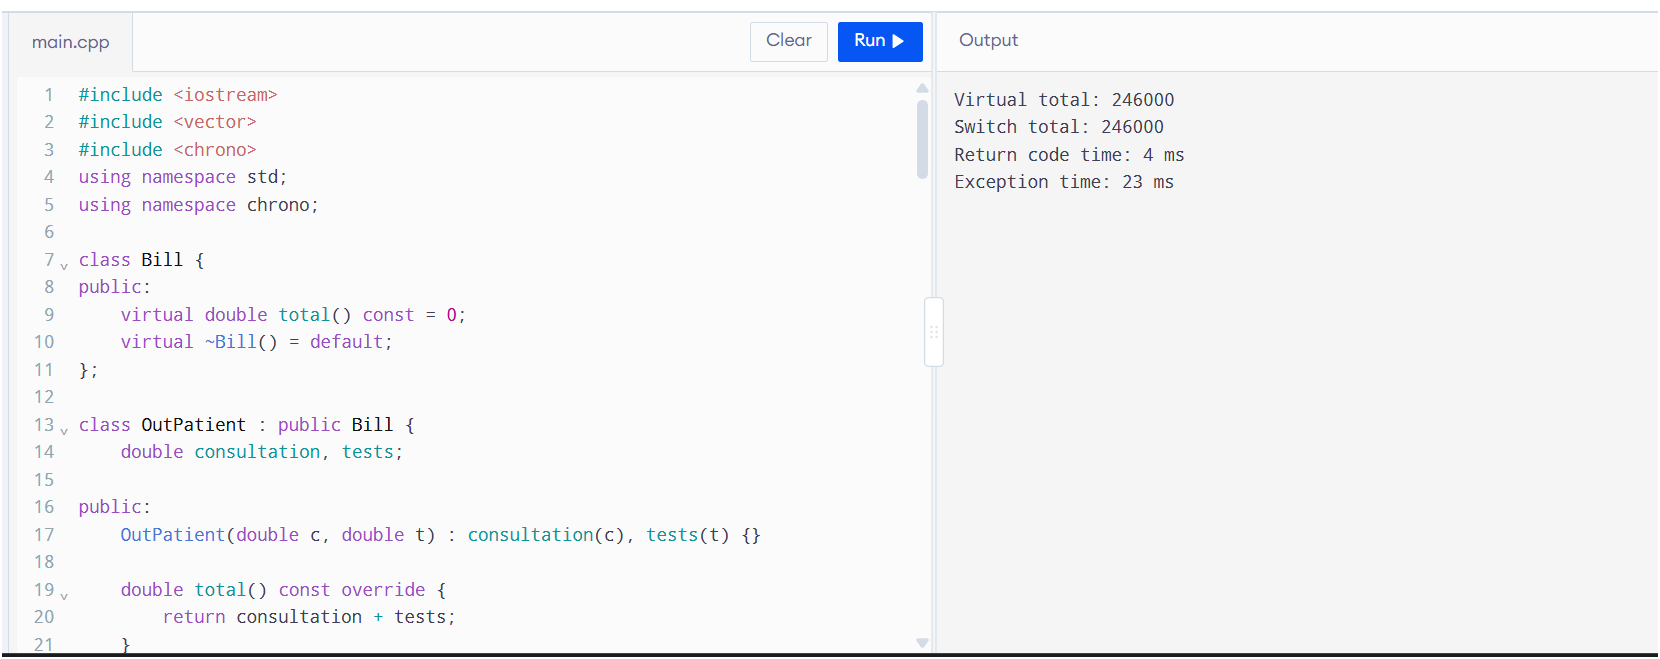 main.cpp
Clear
Run
Output
1 #include <iostream>
2 #include <vector>
3 #include <chrono>
4 using namespace std;
5 using namespace chrono;
6
7 class Bill {
8 public:
9     virtual double total() const = 0;
10     virtual ~Bill() = default;
11 };
12
13 class OutPatient : public Bill {
14     double consultation, tests;
15
16 public:
17     OutPatient(double c, double t) : consultation(c), tests(t) {}
18
19     double total() const override {
20         return consultation + tests;
21     }
Virtual total: 246000
Switch total: 246000
Return code time: 4 ms
Exception time: 23 ms